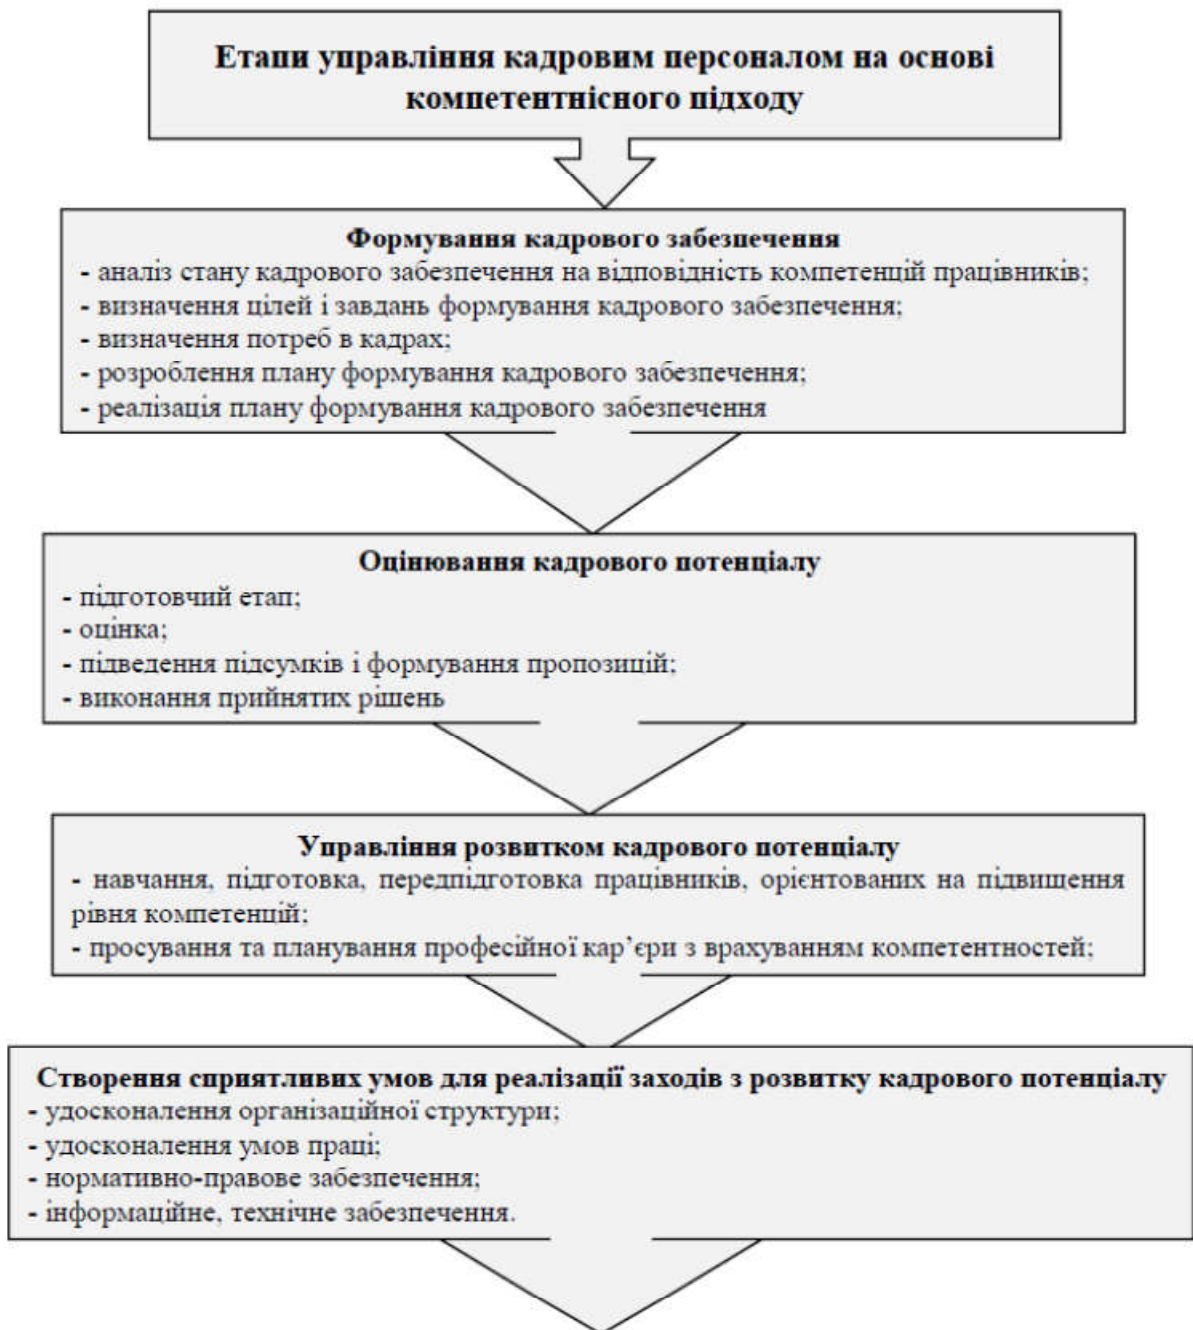 Етапи управління кадровим персоналом на основі
компетентнісного підходу
Формування кадрового забезпечення
- аналіз стану кадрового забезпечення на відповідність компетенцій працівників;
- визначення цілей і завдань формування кадрового забезпечення;
- визначення потреб в кадрах;
- розроблення плану формування кадрового забезпечення;
- реалізація плану формування кадрового забезпечення
Оцінювання кадрового потенціалу
- підготовчий етап;
- оцінка;
- підведення підсумків і формування пропозицій;
- виконання прийнятих рішень
Управління розвитком кадрового потенціалу
- навчання, підготовка, передпідготовка працівників, орієнтованих на підвищення
рівня компетенцій;
- просування та планування професійної кар’єри з врахуванням компетентностей;
Створення сприятливих умов для реалізації заходів з розвитку кадрового потенціалу
- удосконалення організаційної структури;
- удосконалення умов праці;
- нормативно-правове забезпечення;
- інформаційне, технічне забезпечення.